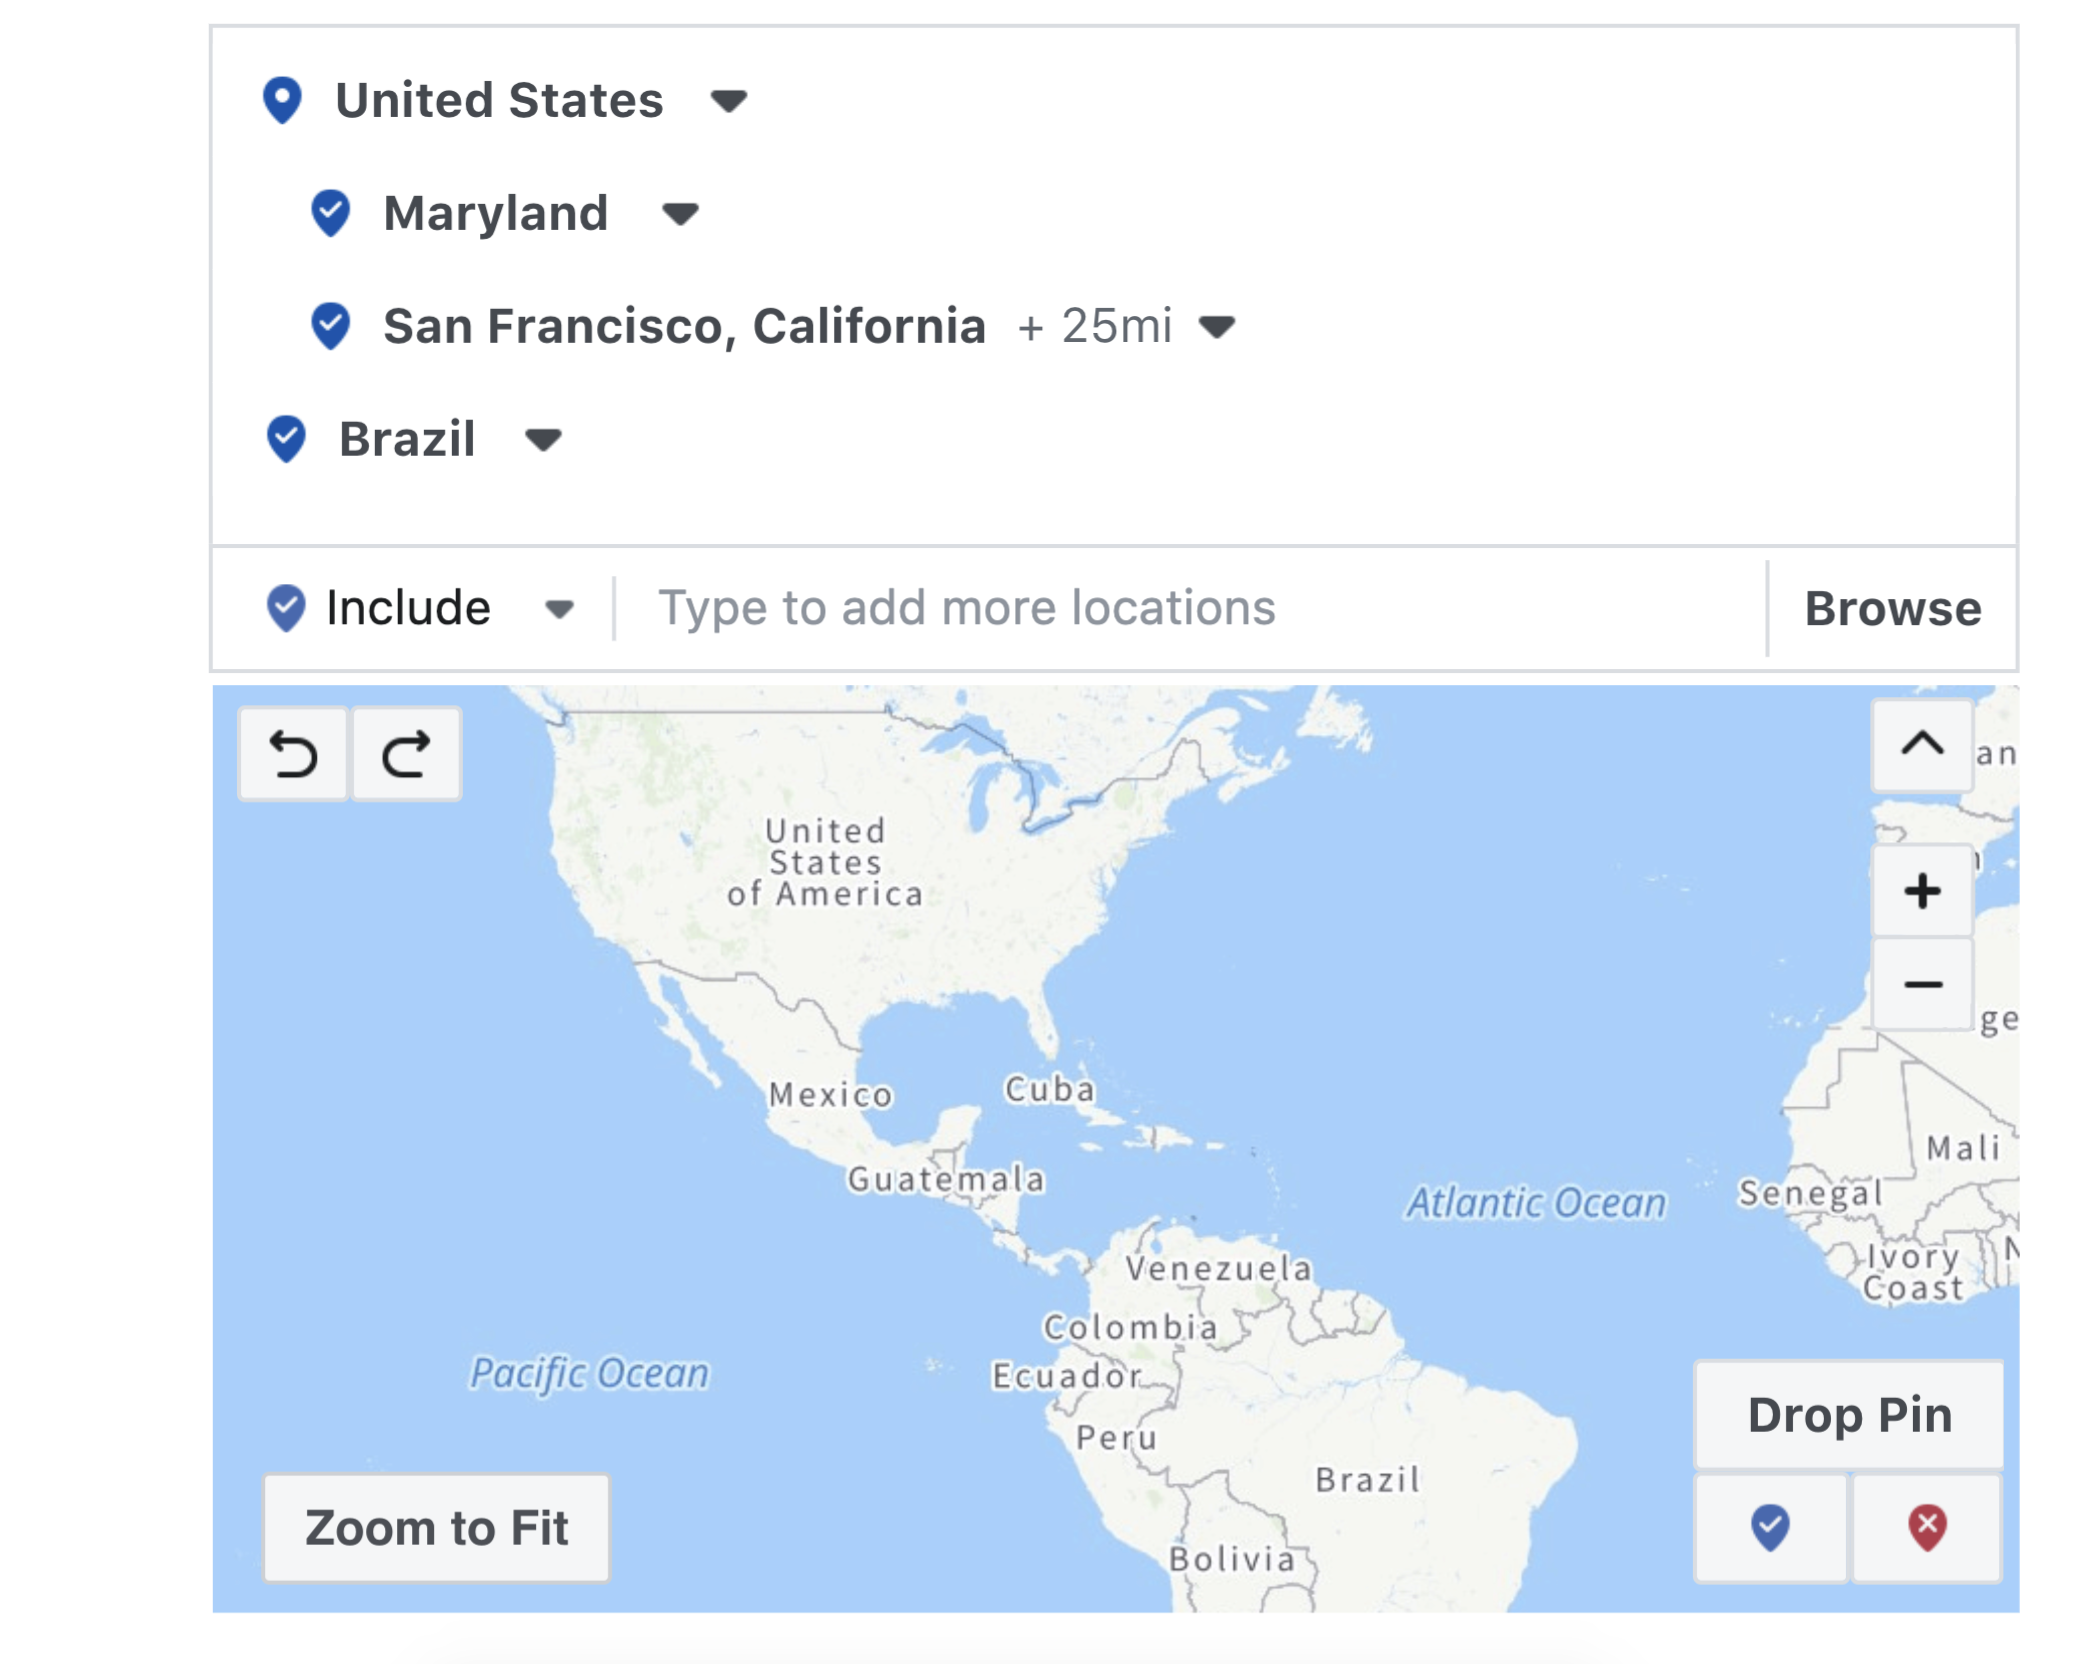 United States
Maryland
San Francisco, California + 25mi
Brazil
Include
Type to add more locations
Browse
an
United
States
of America
ge
Mexico
Cuba
Guatemala
Mali
Senegal
Atlantic Ocean
Ivory
Coast
N
Venezuela
Colombia
Ecuador
Pacific Ocean
Peru
Brazil
Bolivia
Drop Pin
Zoom to Fit